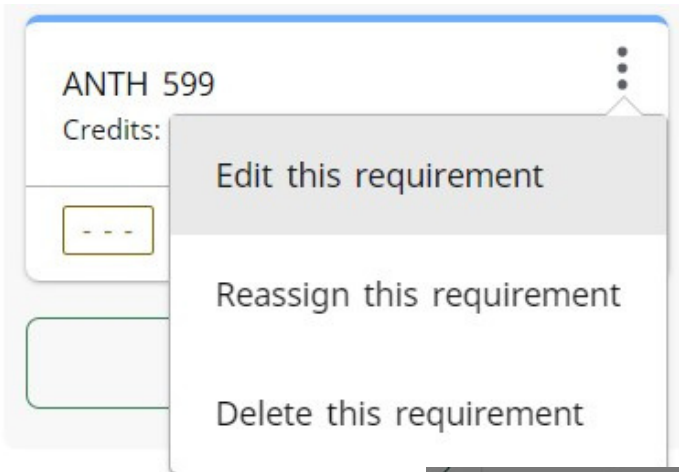 ANTH 599
Credits:
Edit this requirement
- - -
Reassign this requirement
Delete this requirement